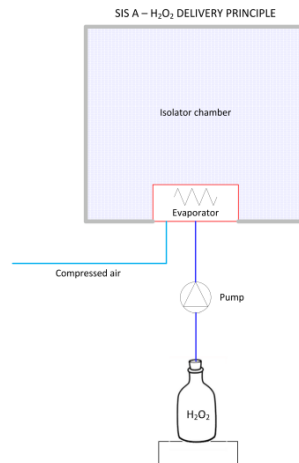 SIS A – H₂O₂ DELIVERY PRINCIPLE
Isolator chamber
Evaporator
Compressed air
Pump
H₂O₂